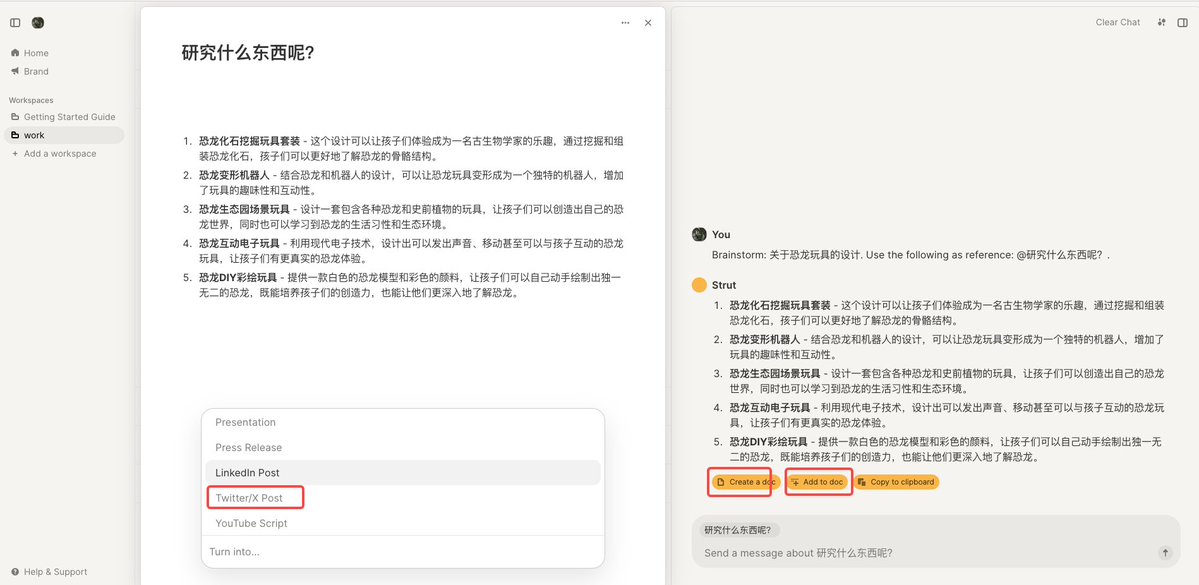 Home
Brand
Workspaces
Getting Started Guide
work
+ Add a workspace
Help & Support
研究什么东西呢?
1. 恐龙化石挖掘玩具套装 - 这个设计可以让孩子们体验成为一名古生物学家的乐趣，通过挖掘和组
装恐龙化石，孩子们可以更好地了解恐龙的骨骼结构。
2. 恐龙变形机器人 - 结合恐龙和机器人的设计，可以让恐龙玩具变形成为一个独特的机器人，增加
了玩具的趣味性和互动性。
3. 恐龙生态园场景玩具 - 设计一套包含各种恐龙和史前植物的玩具，让孩子们可以创造出自己的恐
龙世界，同时也可以学习到恐龙的生活习性和生态环境。
4. 恐龙互动电子玩具 - 利用现代电子技术，设计出可以发出声音、移动甚至可以与孩子互动的恐龙
玩具，让孩子们有更真实的恐龙体验。
5. 恐龙DIY彩绘玩具 - 提供一款白色的恐龙模型和彩色的颜料，让孩子们可以自己动手绘制出独一
无二的恐龙，既能培养孩子们的创造力，也能让他们更深入地了解恐龙。
Presentation
Press Release
LinkedIn Post
Twitter/X Post
YouTube Script
Turn into...
Clear Chat
You
Brainstorm: 关于恐龙玩具的设计. Use the following as reference: @研究什么东西呢? .
Strut
1. 恐龙化石挖掘玩具套装 - 这个设计可以让孩子们体验成为一名古生物学家的乐趣，通过挖掘和组装
恐龙化石，孩子们可以更好地了解恐龙的骨骼结构。
2. 恐龙变形机器人 - 结合恐龙和机器人的设计，可以让恐龙玩具变形成为一个独特的机器人，增加了
玩具的趣味性和互动性。
3. 恐龙生态园场景玩具 - 设计一套包含各种恐龙和史前植物的玩具，让孩子们可以创造出自己的恐龙
世界，同时也可以学习到恐龙的生活习性和生态环境。
4. 恐龙互动电子玩具 - 利用现代电子技术，设计出可以发出声音、移动甚至可以与孩子互动的恐龙玩
具，让孩子们有更真实的恐龙体验。
5. 恐龙DIY彩绘玩具 - 提供一款白色的恐龙模型和彩色的颜料，让孩子们可以自己动手绘制出独一无
二的恐龙，既能培养孩子们的创造力，也能让他们更深入地了解恐龙。
Create a doc
Add to doc
Copy to clipboard
研究什么东西呢?
Send a message about 研究什么东西呢?